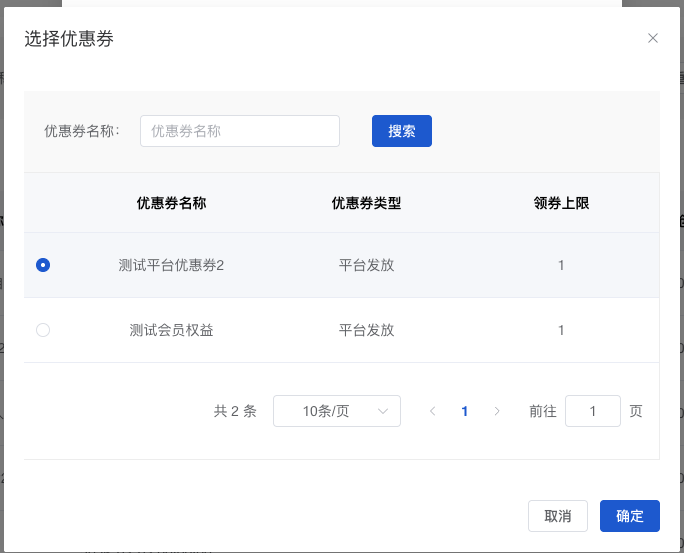 选择优惠券
优惠券名称： 优惠券名称 搜索
优惠券名称 优惠券类型 领券上限
测试平台优惠券2 平台发放 1
测试会员权益 平台发放 1
共 2 条 10条/页 1 前往 1 页
取消 确定